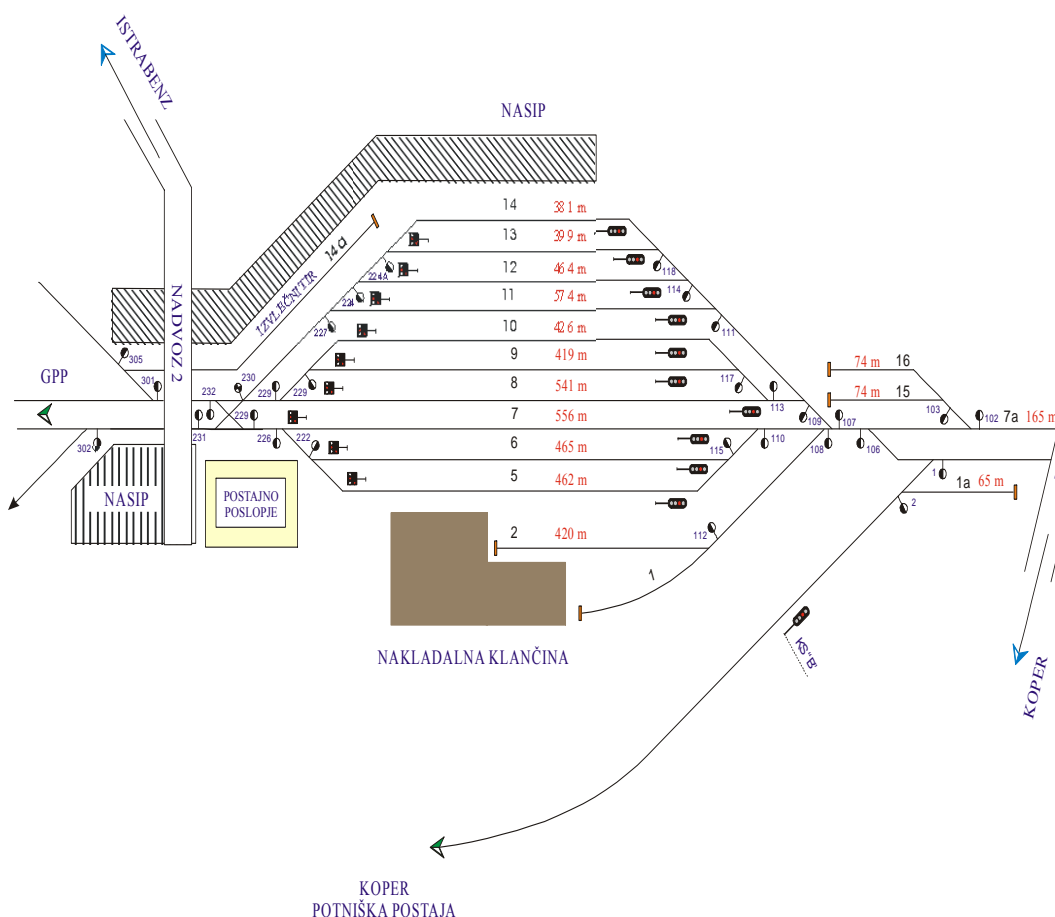 ISTRABENZ
NASIP
14 381 m
13 399 m
12 464 m
11 574 m
10 426 m
9 419 m
8 541 m
7 556 m
6 465 m
5 462 m
2 420 m
1
14 a
IZVLEČNI TIR
NADVOZ 2
224A
224
227
118
114
111
305
GPP
301
232
230
229
229
229
231
302
226
222
117
113
109
107
115
110
108
106
112
74 m 16
74 m 15
103
102
7a 165 m
1
1a 65 m
2
NASIP
POSTAJNO
POSLOPJE
NAKLADALNA KLANČINA
KS "B"
KOPER
KOPER
POTNIŠKA POSTAJA